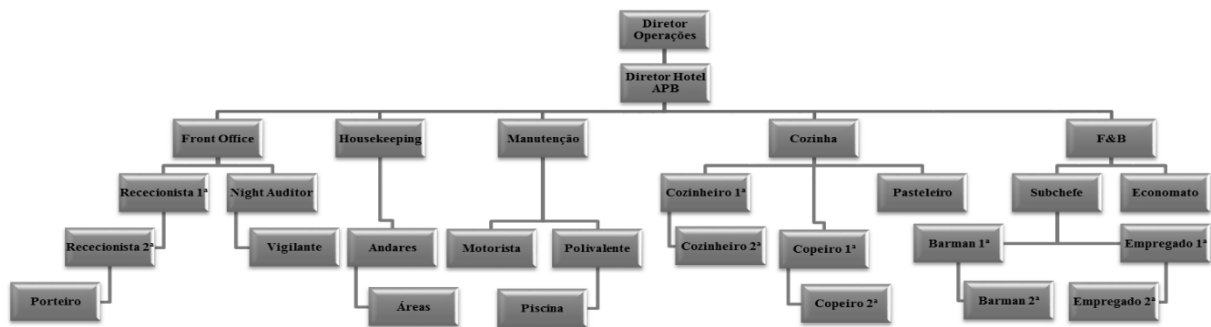 Diretor
Operações
Diretor Hotel
APB
Front Office
Housekeeping
Manutenção
Cozinha
F&B
Rececionista 1ª
Night Auditor
Cozinheiro 1ª
Pasteleiro
Subchefe
Economato
Rececionista 2ª
Vigilante
Andares
Motorista
Polivalente
Cozinheiro 2ª
Copeiro 1ª
Barman 1ª
Empregado 1ª
Porteiro
Áreas
Piscina
Copeiro 2ª
Barman 2ª
Empregado 2ª